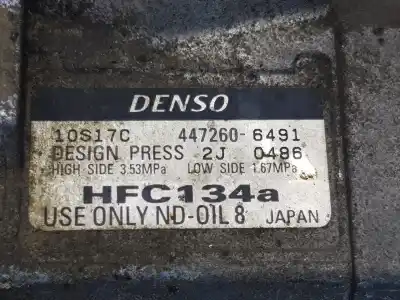 DENSO
10S17C 447260-6491
DESIGN PRESS 2J 0486
HIGH SIDE 3.53MPa LOW SIDE 1.67MPa
HFC134a
USE ONLY ND-OIL 8 JAPAN